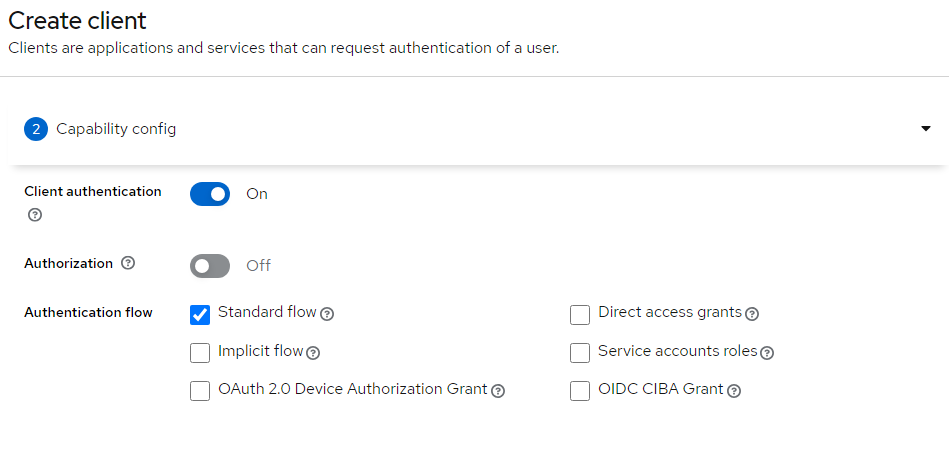 Create client
Clients are applications and services that can request authentication of a user.
2 Capability config
Client authentication
On
Authorization
Off
Authentication flow
Standard flow
Direct access grants
Implicit flow
Service accounts roles
OAuth 2.0 Device Authorization Grant
OIDC CIBA Grant